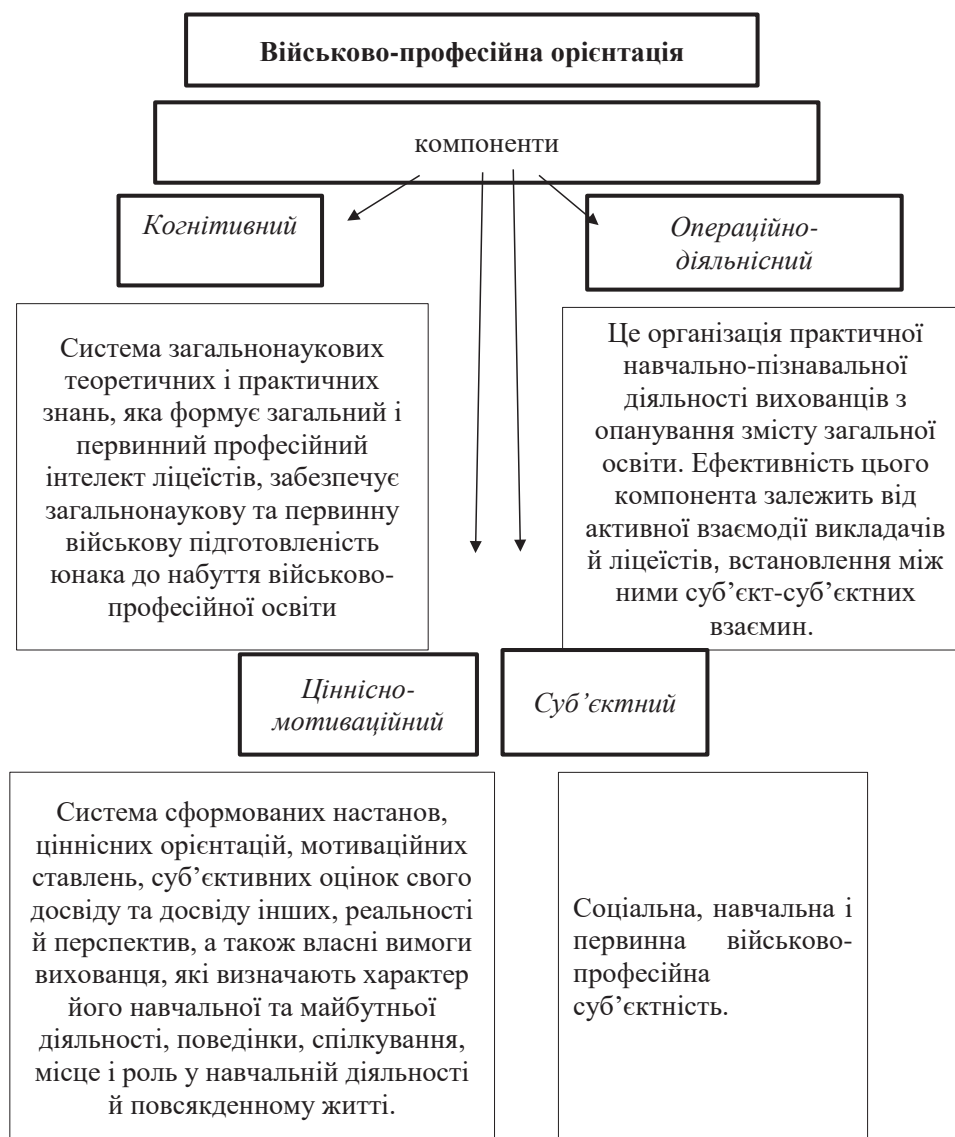 Військово-професійна орієнтація
компоненти
Когнітивний
Операційно-
діяльнісний
Система загальнонаукових
теоретичних і практичних
знань, яка формує загальний і
первинний професійний
інтелект ліцеїстів, забезпечує
загальнонаукову та первинну
військову підготовленість
юнака до набуття військово-
професійної освіти
Це організація практичної
навчально-пізнавальної
діяльності вихованців з
опанування змісту загальної
освіти. Ефективність цього
компонента залежить від
активної взаємодії викладачів
й ліцеїстів, встановлення між
ними суб’єкт-суб’єктних
взаємин.
Ціннісно-
мотиваційний
Суб’єктний
Система сформованих настанов,
ціннісних орієнтацій, мотиваційних
ставлень, суб’єктивних оцінок свого
досвіду та досвіду інших, реальності
й перспектив, а також власні вимоги
вихованця, які визначають характер
його навчальної та майбутньої
діяльності, поведінки, спілкування,
місце і роль у навчальній діяльності
й повсякденному житті.
Соціальна, навчальна і
первинна військово-
професійна
суб’єктність.